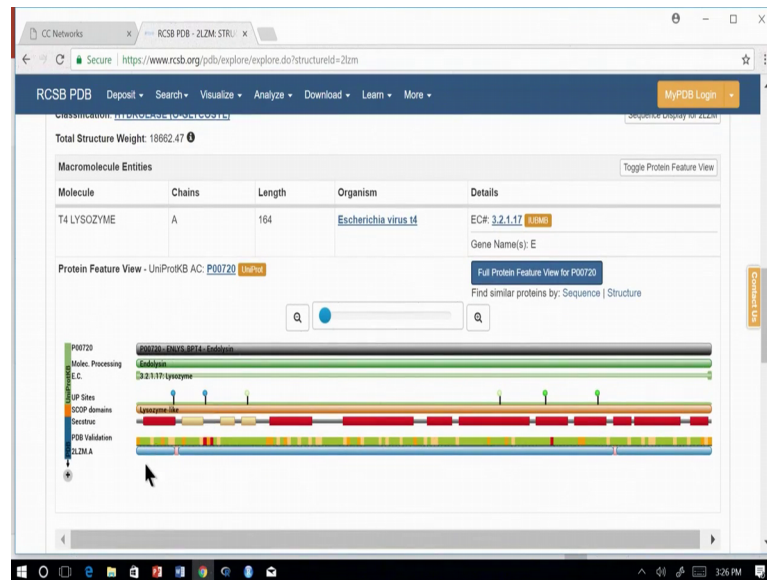 CC Networks
RCSB PDB - 2LZM: STRU
Secure https://www.rcsb.org/pdb/explore/explore.do?structureId=2lzm
RCSB PDB Deposit Search Visualize Analyze Download Learn More MyPDB Login
Classification: HYDROLASE (O-GLYCOSYL) Sequence Display for 2LZM
Total Structure Weight: 18662.47
Macromolecule Entities Toggle Protein Feature View
Molecule Chains Length Organism Details
T4 LYSOZYME A 164 Escherichia virus t4 EC#: 3.2.1.17 IUBMB
Gene Name(s): E
Protein Feature View - UniProtKB AC: P00720 UniProt Full Protein Feature View for P00720
Find similar proteins by: Sequence | Structure
Contact Us
P00720 P00720 - ENLYS_BPT4 - Endolysin
Molec. Processing Endolysin
E.C. 3.2.1.17: Lysozyme
UniProtKB
UP Sites
SCOP domains Lysozyme-like
Secstruc
PDB Validation
2LZM.A
PDB
3:26 PM